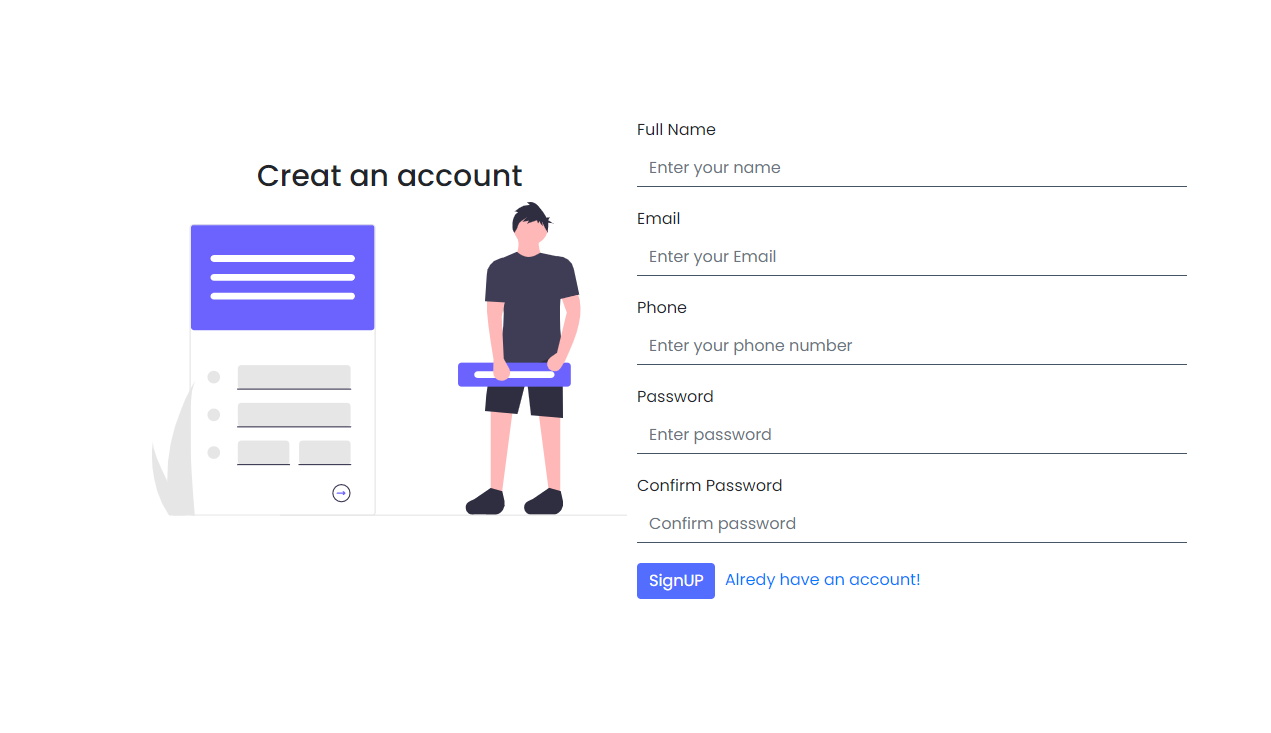 Creat an account
Full Name
Enter your name
Email
Enter your Email
Phone
Enter your phone number
Password
Enter password
Confirm Password
Confirm password
SignUP Alredy have an account!